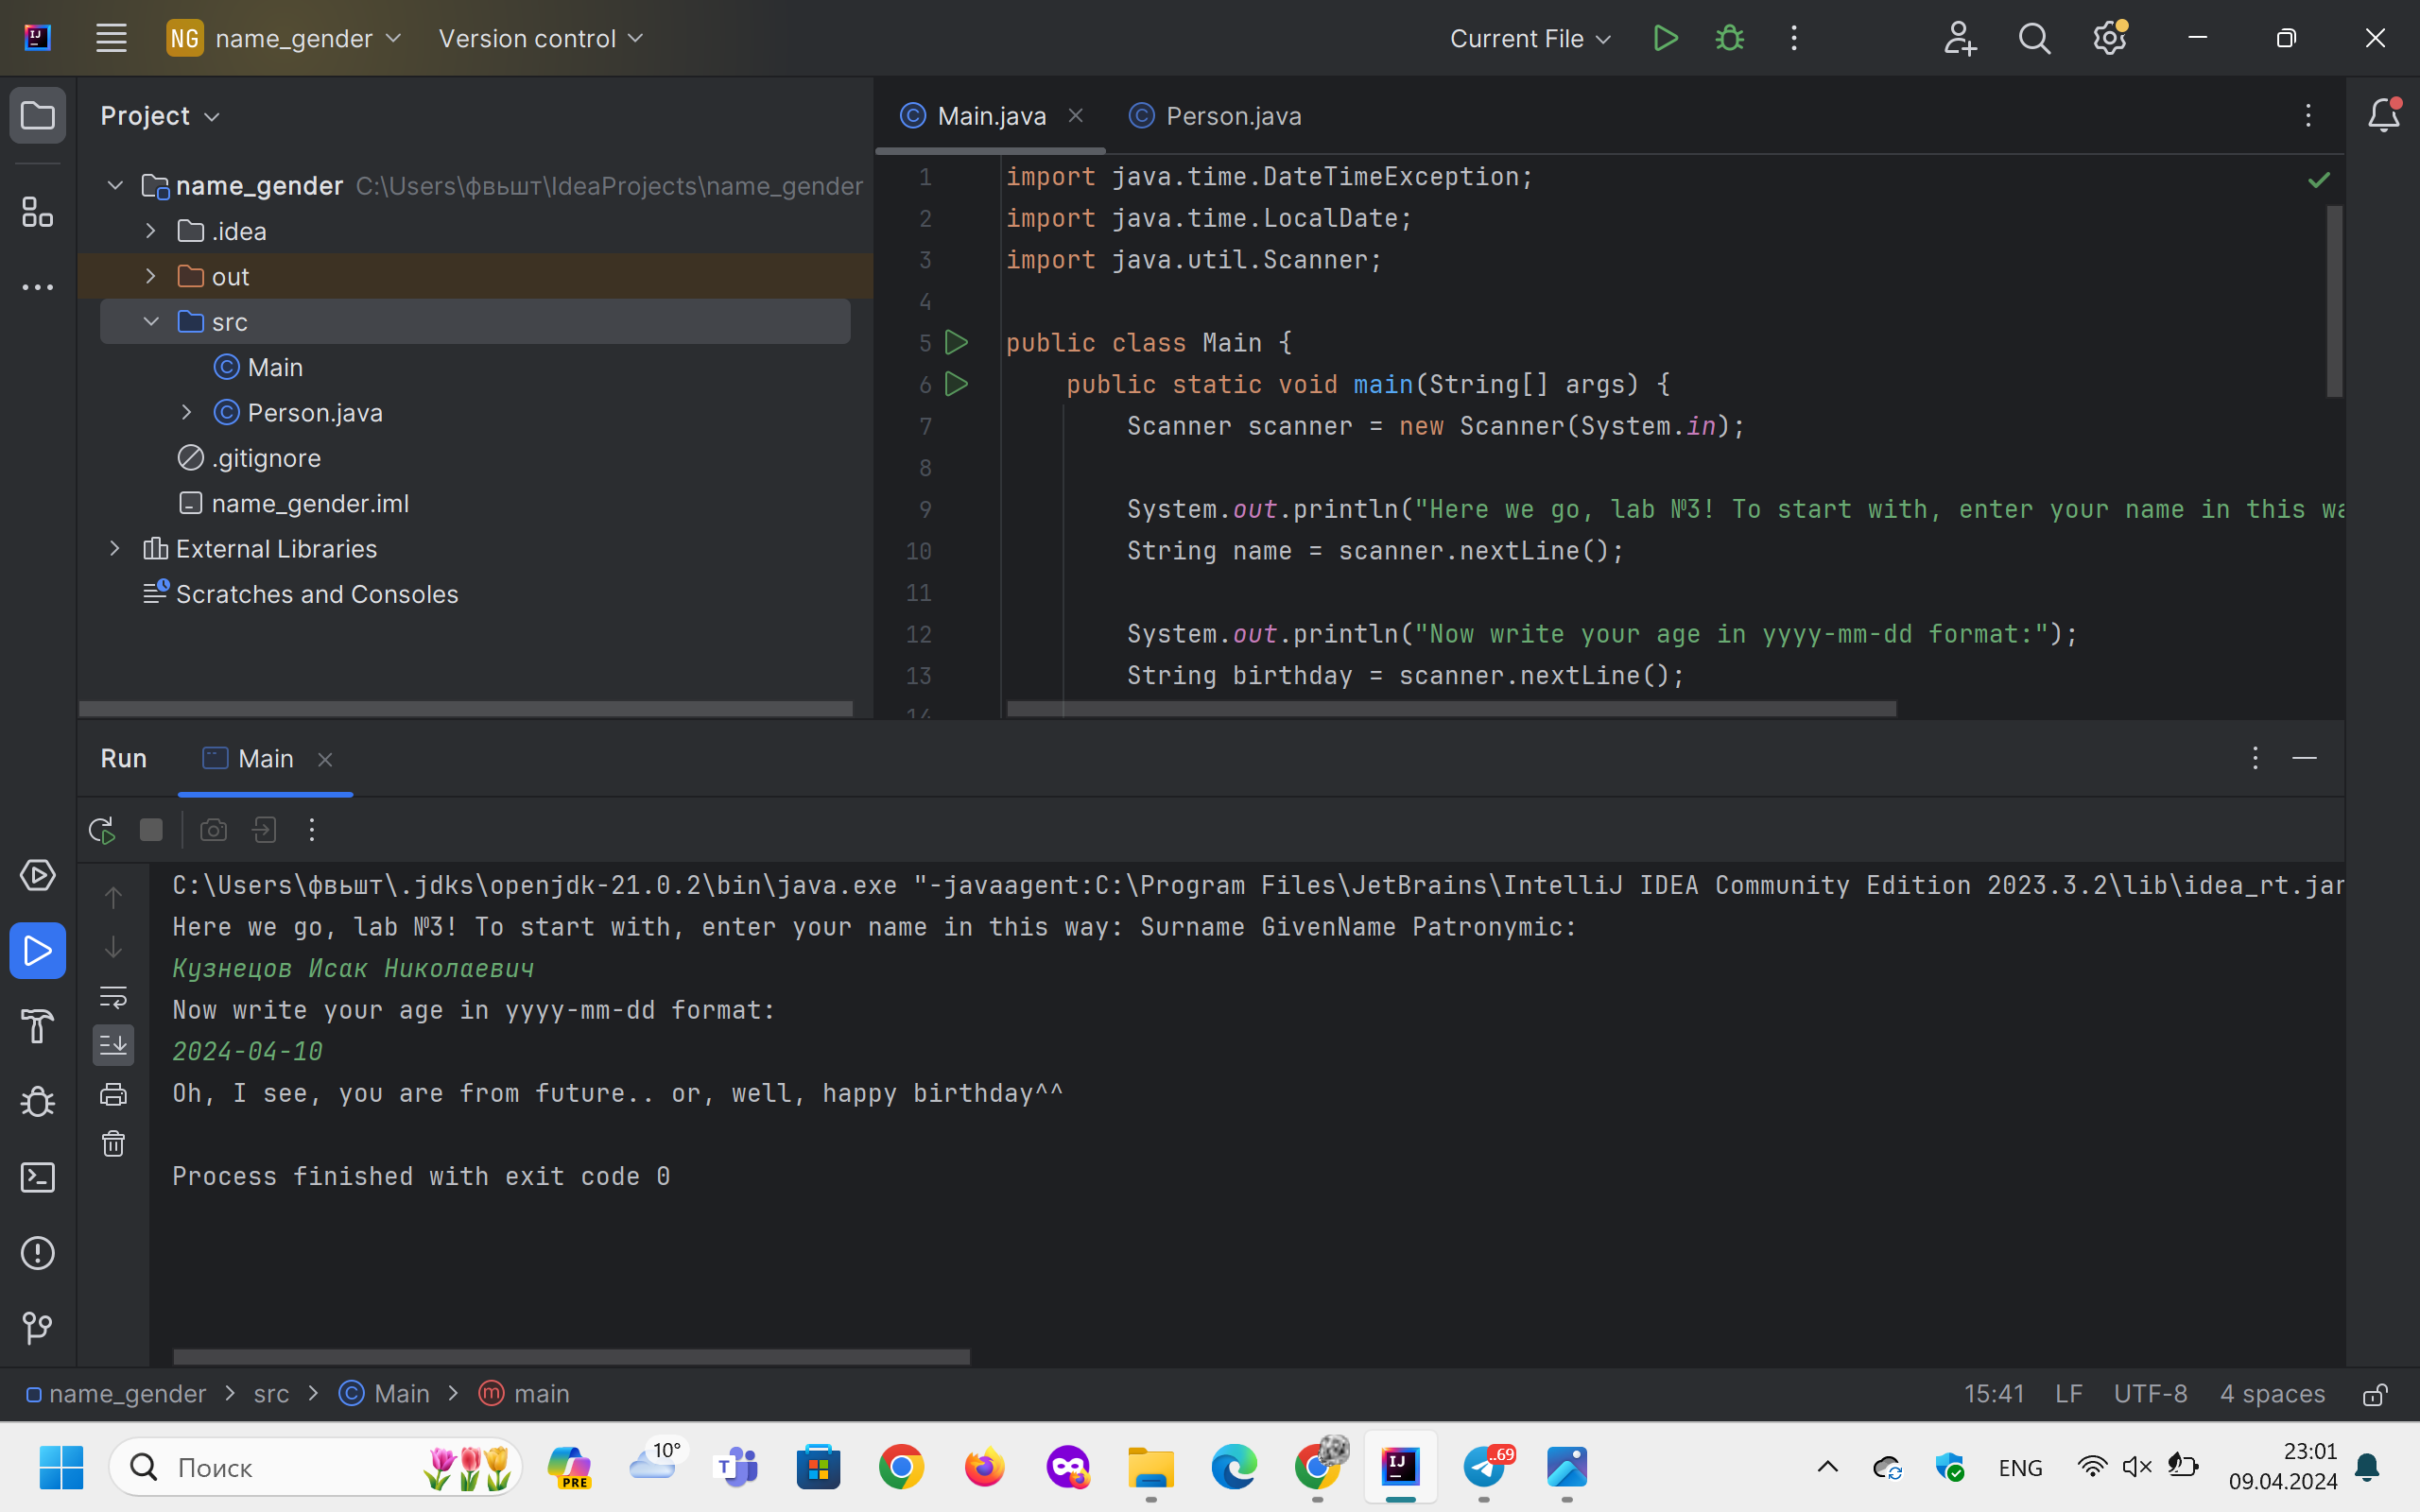 NG name_gender Version control Current File
Project
name_gender C:\Users\фвышт\IdeaProjects\name_gender
.idea
out
src
Main
Person.java
.gitignore
name_gender.iml
External Libraries
Scratches and Consoles
Main.java Person.java
1 import java.time.DateTimeException;
2 import java.time.LocalDate;
3 import java.util.Scanner;
4
5 public class Main {
6 public static void main(String[] args) {
7 Scanner scanner = new Scanner(System.in);
8
9 System.out.println("Here we go, lab №3! To start with, enter your name in this wa
10 String name = scanner.nextLine();
11
12 System.out.println("Now write your age in yyyy-mm-dd format:");
13 String birthday = scanner.nextLine();
14
Run Main
C:\Users\фвышт\.jdks\openjdk-21.0.2\bin\java.exe "-javaagent:C:\Program Files\JetBrains\IntelliJ IDEA Community Edition 2023.3.2\lib\idea_rt.jar
Here we go, lab №3! To start with, enter your name in this way: Surname GivenName Patronymic:
Кузнецов Исак Николаевич
Now write your age in yyyy-mm-dd format:
2024-04-10
Oh, I see, you are from future.. or, well, happy birthday^^
Process finished with exit code 0
name_gender > src > Main > main 15:41 LF UTF-8 4 spaces
Поиск PRE 10° ..69 ENG 23:01
09.04.2024